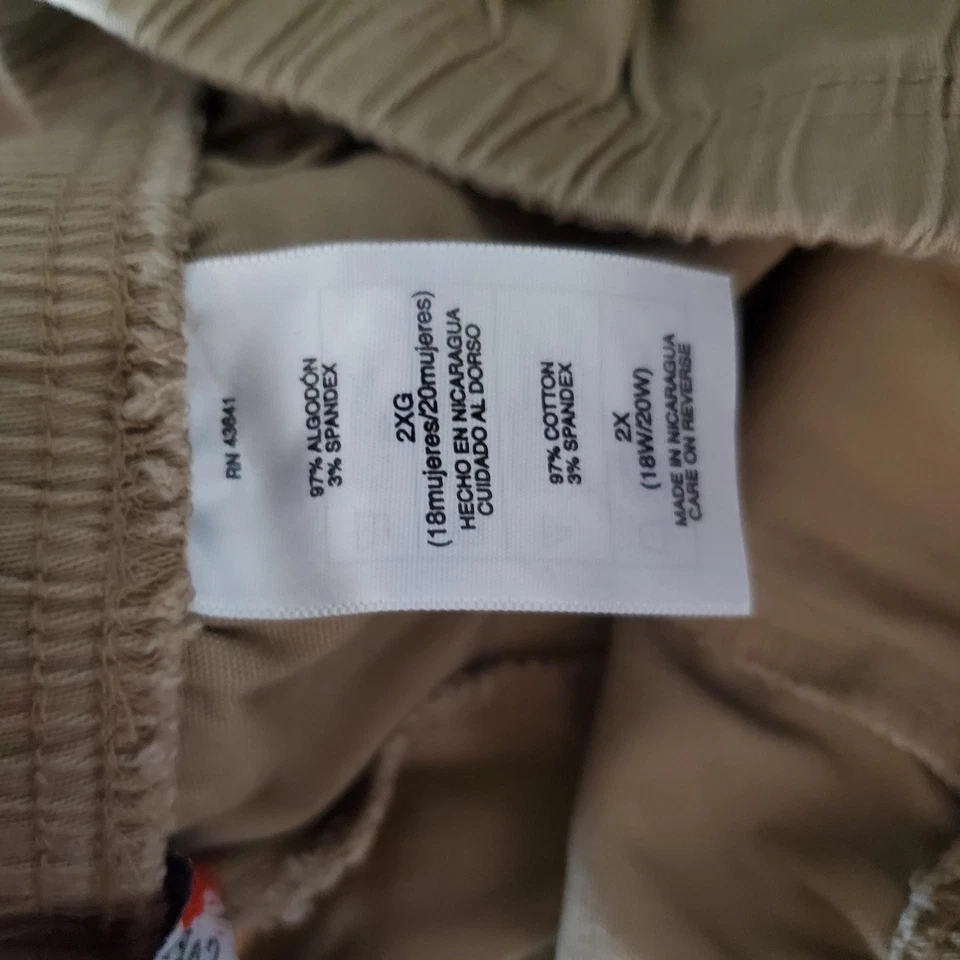 RN 43641
97% ALGODÓN
3% SPANDEX
2XG
(18mujeres/20mujeres)
HECHO EN NICARAGUA
CUIDADO AL DORSO
97% COTTON
3% SPANDEX
2X
(18W/20W)
MADE IN NICARAGUA
CARE ON REVERSE